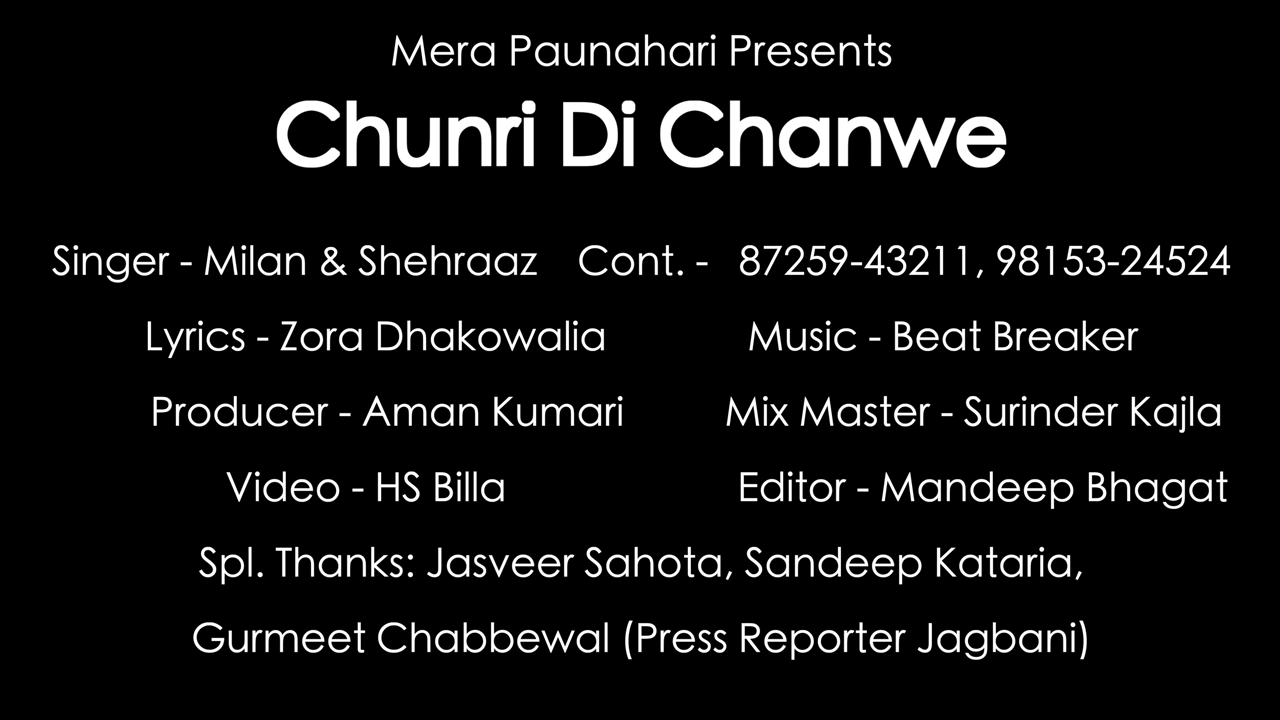 Mera Paunahari Presents
Chunri Di Chanwe
Singer - Milan & Shehraaz Cont. - 87259-43211, 98153-24524
Lyrics - Zora Dhakowalia Music - Beat Breaker
Producer - Aman Kumari Mix Master - Surinder Kajla
Video - HS Billa Editor - Mandeep Bhagat
Spl. Thanks: Jasveer Sahota, Sandeep Kataria,
Gurmeet Chabbewal (Press Reporter Jagbani)